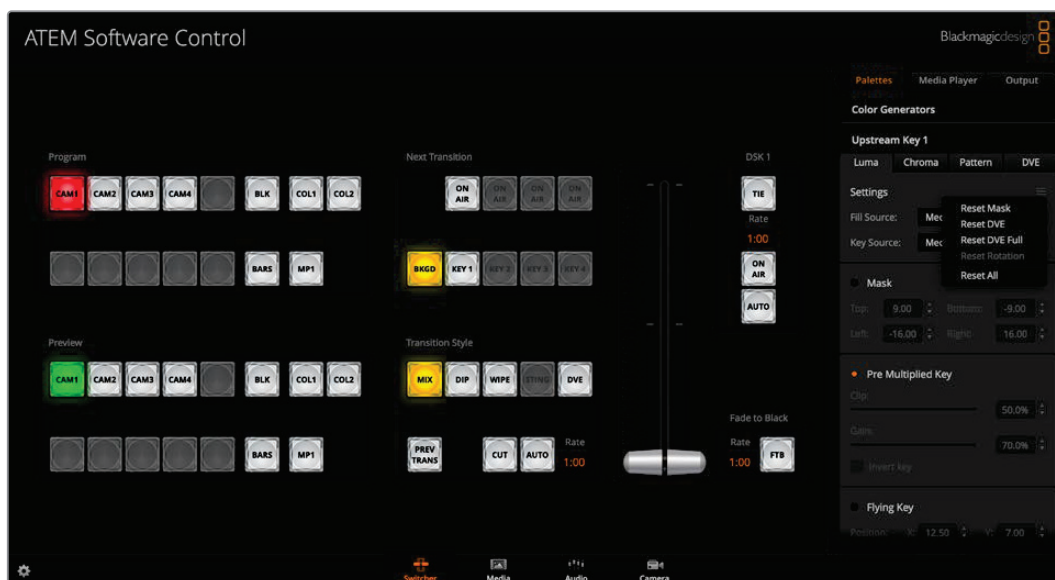 ATEM Software Control
Blackmagicdesign
Palettes Media Player Output
Color Generators
Upstream Key 1
Luma Chroma Pattern DVE
Settings
Fill Source: Med
Key Source: Med
Reset Mask
Reset DVE
Reset DVE Full
Reset Rotation
Reset All
Mask
Top: 9.00 Bottom: -9.00
Left: -16.00 Right: 16.00
Pre Multiplied Key
Clip:
50.0%
Gain:
70.0%
Invert key
Flying Key
Position: X: 12.50 Y: 7.00
Program
CAM1 CAM2 CAM3 CAM4 BLK COL1 COL2
BARS MP1
Preview
CAM1 CAM2 CAM3 CAM4 BLK COL1 COL2
BARS MP1
Next Transition
ON AIR ON AIR ON AIR ON AIR
BKGD KEY 1 KEY 2 KEY 3 KEY 4
Transition Style
MIX DIP WIPE STING DVE
PREV TRANS CUT AUTO
Rate
1:00
DSK 1
TIE
Rate
1:00
ON AIR
AUTO
Fade to Black
Rate
1:00
FTB
Switcher Media Audio Camera